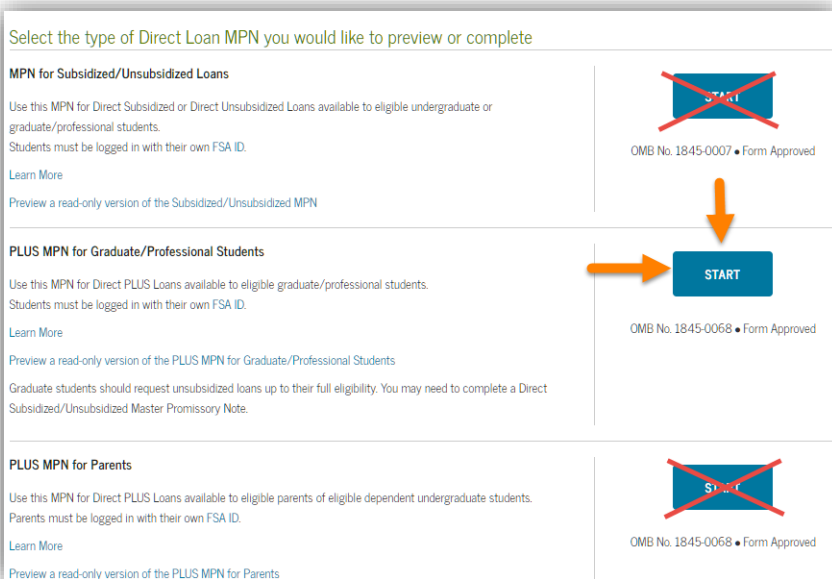 Select the type of Direct Loan MPN you would like to preview or complete
MPN for Subsidized/Unsubsidized Loans
START
Use this MPN for Direct Subsidized or Direct Unsubsidized Loans available to eligible undergraduate or
graduate/professional students.
Students must be logged in with their own FSA ID.
OMB No. 1845-0007 • Form Approved
Learn More
Preview a read-only version of the Subsidized/Unsubsidized MPN
PLUS MPN for Graduate/Professional Students
START
Use this MPN for Direct PLUS Loans available to eligible graduate/professional students.
Students must be logged in with their own FSA ID.
OMB No. 1845-0068 • Form Approved
Learn More
Preview a read-only version of the PLUS MPN for Graduate/Professional Students
Graduate students should request unsubsidized loans up to their full eligibility. You may need to complete a Direct
Subsidized/Unsubsidized Master Promissory Note.
PLUS MPN for Parents
START
Use this MPN for Direct PLUS Loans available to eligible parents of eligible dependent undergraduate students.
Parents must be logged in with their own FSA ID.
OMB No. 1845-0068 • Form Approved
Learn More
Preview a read-only version of the PLUS MPN for Parents